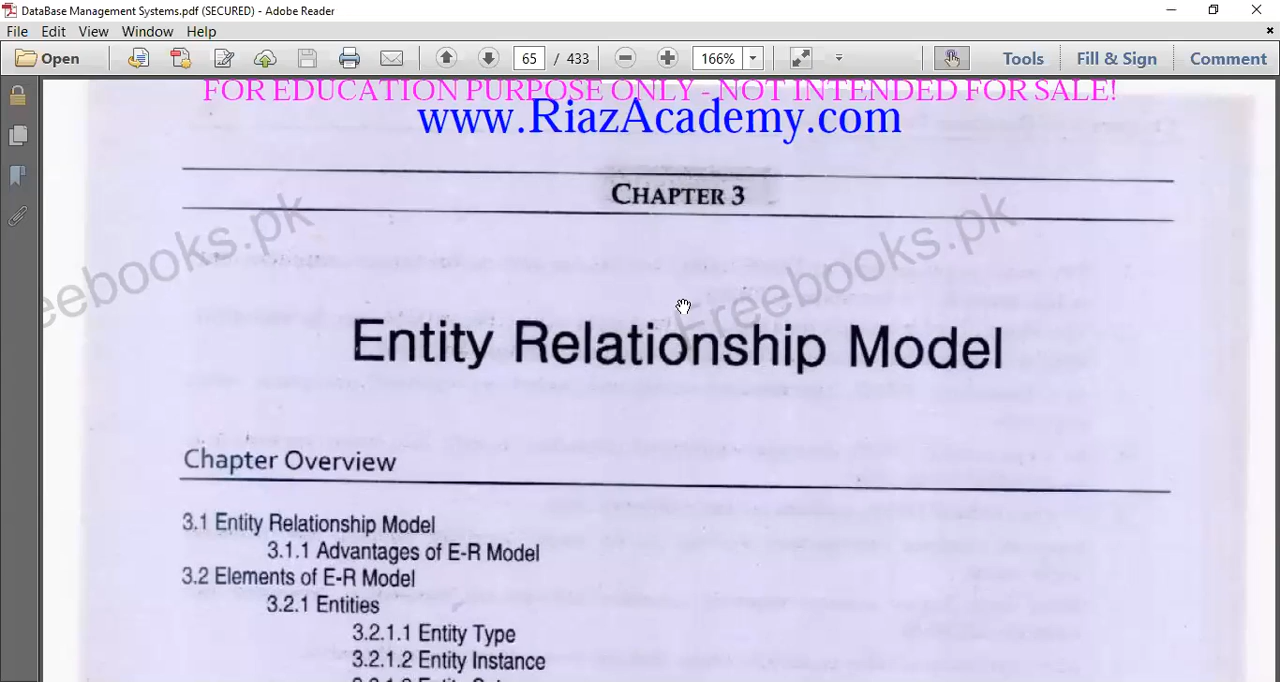 DataBase Management Systems.pdf (SECURED) - Adobe Reader
File Edit View Window Help
Open 65 / 433 166% Tools Fill & Sign Comment
FOR EDUCATION PURPOSE ONLY - NOT INTENDED FOR SALE!
www.RiazAcademy.com
CHAPTER 3
eebooks.pk
Freebooks.pk
Entity Relationship Model
Chapter Overview
3.1 Entity Relationship Model
3.1.1 Advantages of E-R Model
3.2 Elements of E-R Model
3.2.1 Entities
3.2.1.1 Entity Type
3.2.1.2 Entity Instance